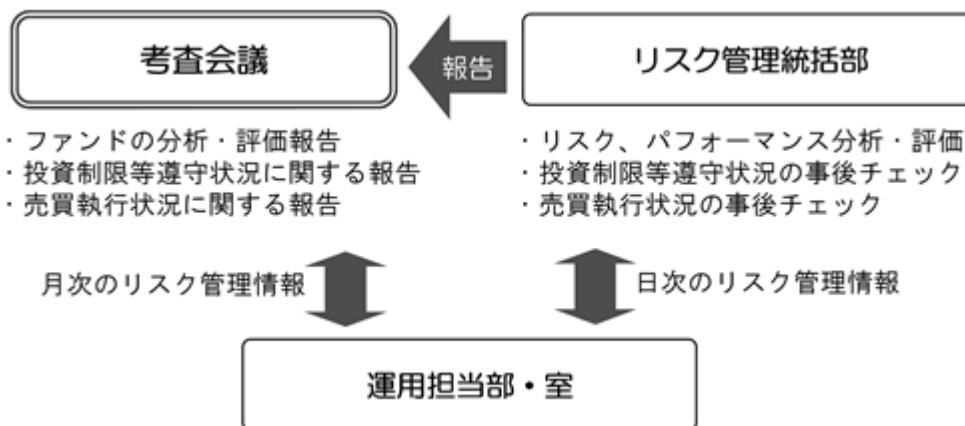 考査会議
報告
リスク管理統括部
・ファンドの分析・評価報告
・投資制限等遵守状況に関する報告
・売買執行状況に関する報告
・リスク、パフォーマンス分析・評価
・投資制限等遵守状況の事後チェック
・売買執行状況の事後チェック
月次のリスク管理情報
日次のリスク管理情報
運用担当部・室